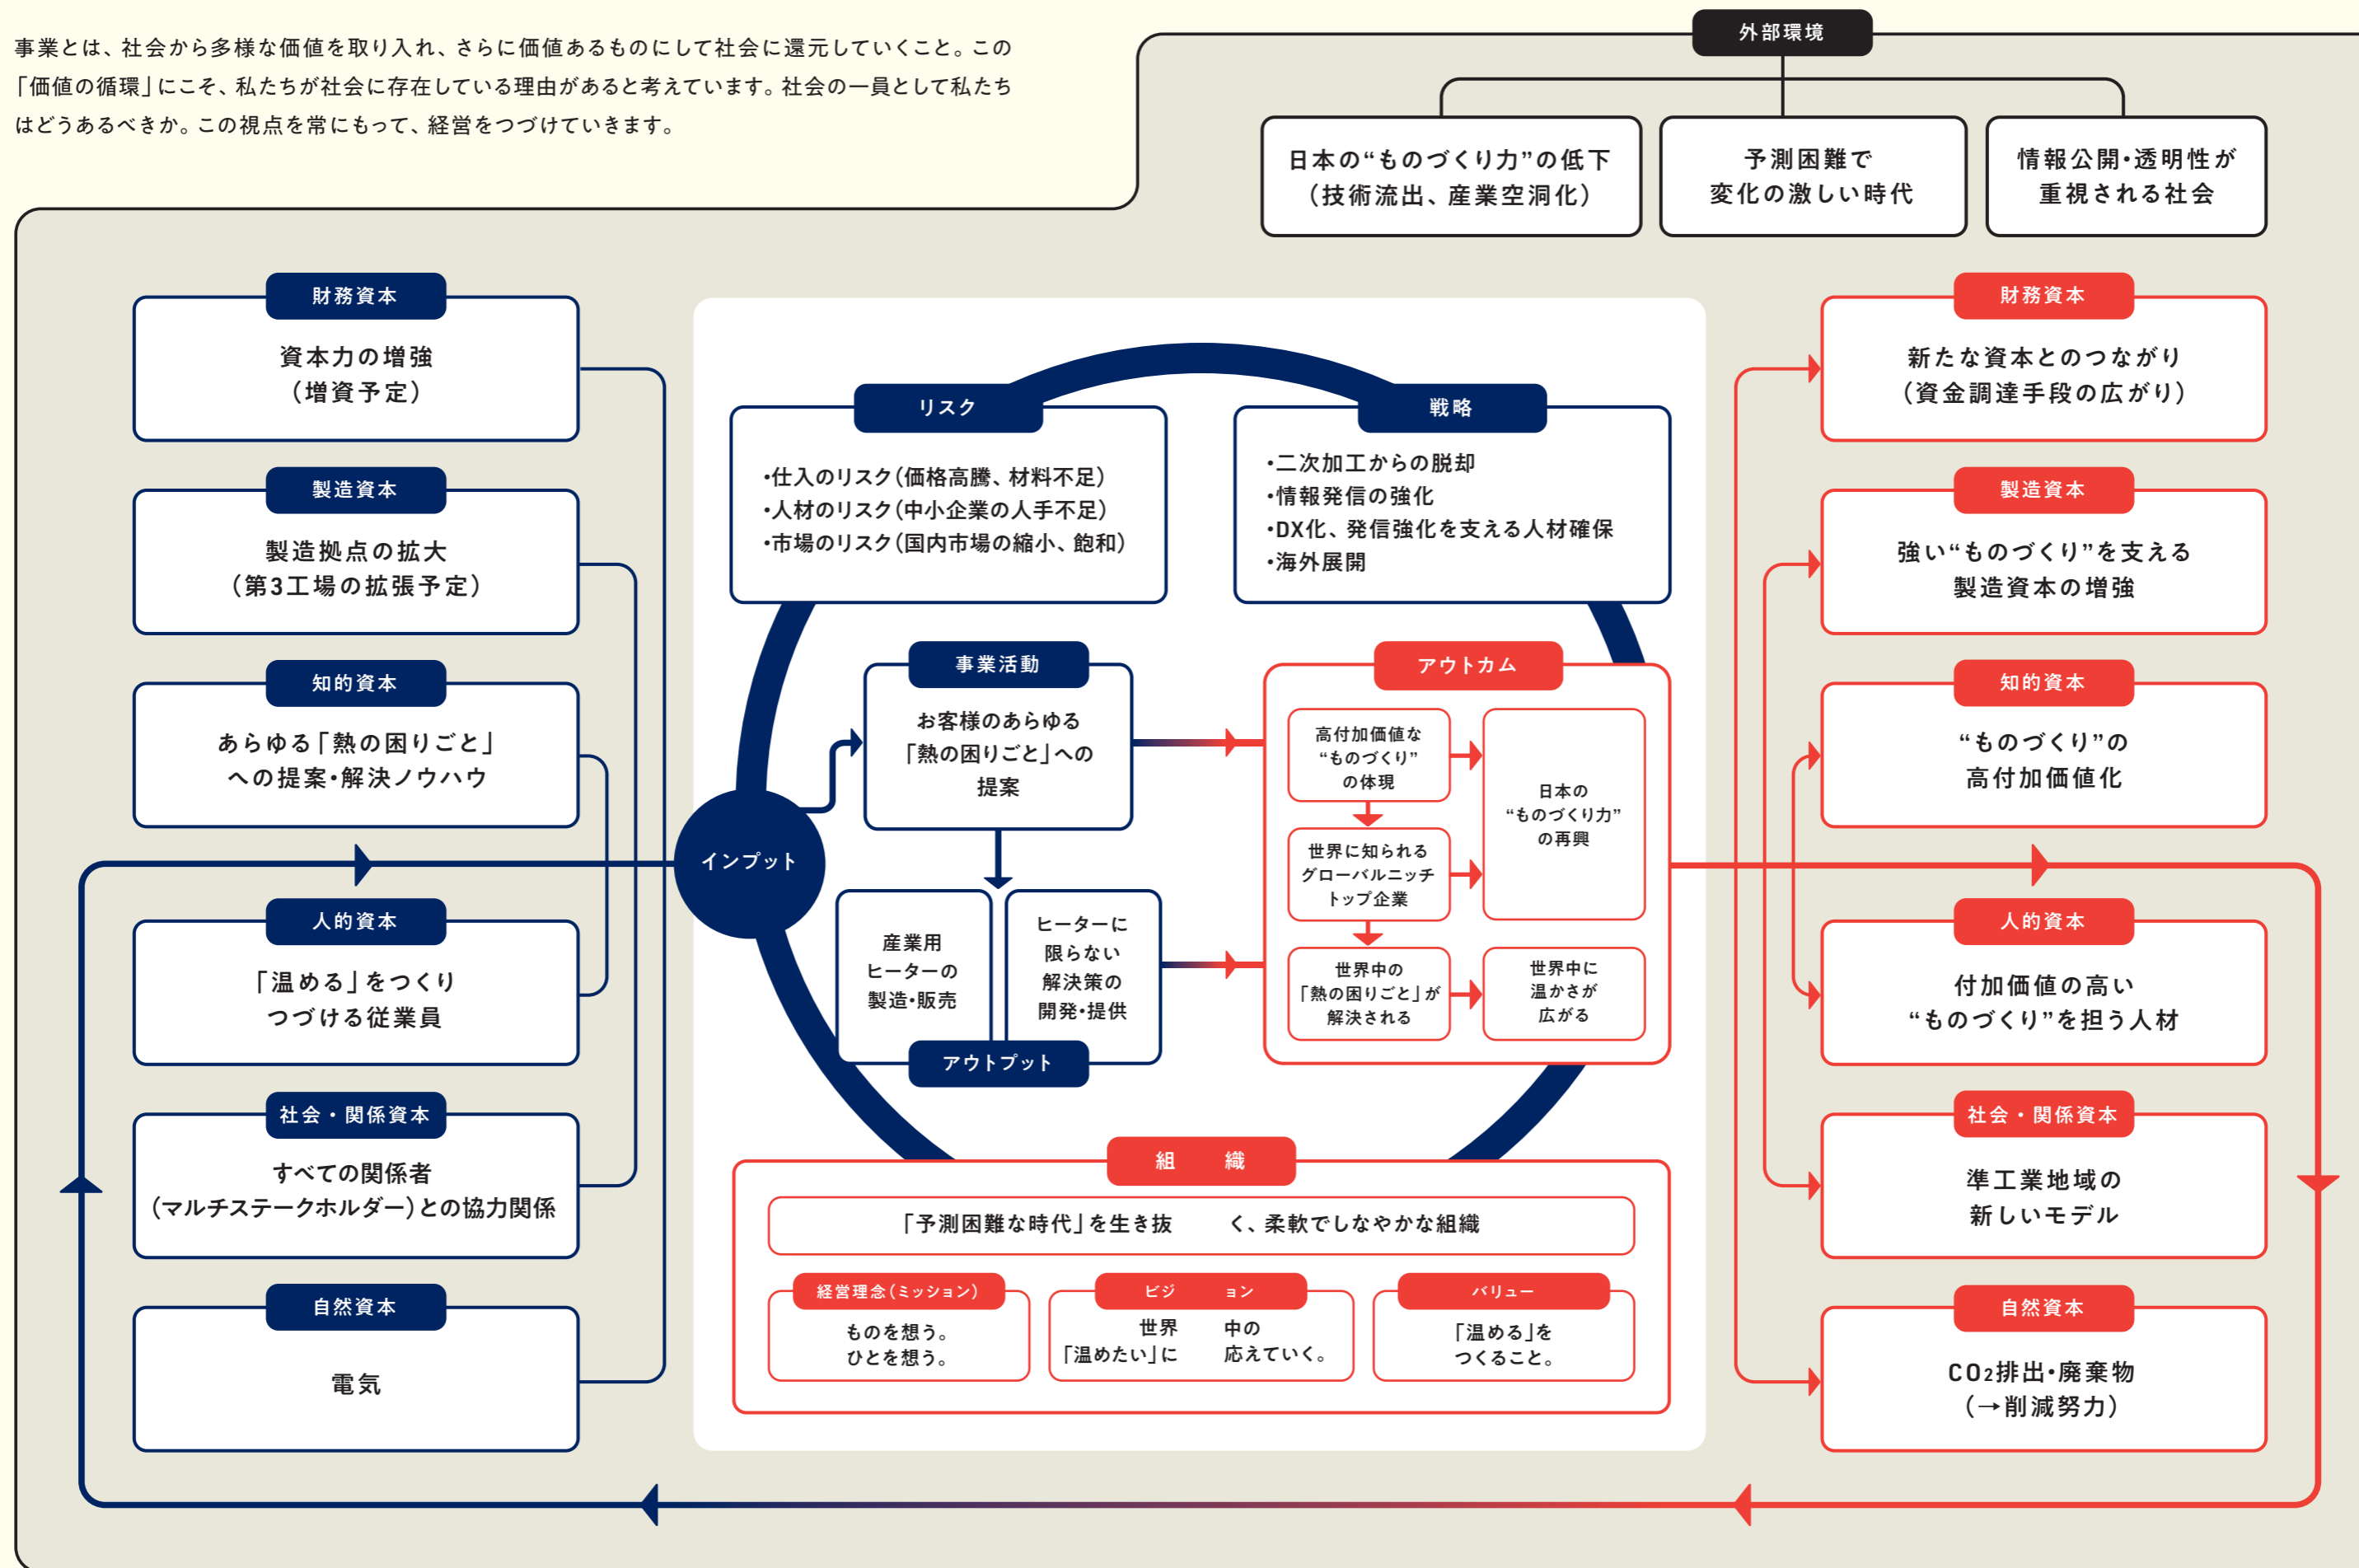 事業とは、社会から多様な価値を取り入れ、さらに価値あるものにして社会に還元していくこと。この
「価値の循環」にこそ、私たちが社会に存在している理由があると考えています。社会の一員として私たち
はどうあるべきか。この視点を常にもって、経営をつづけていきます。
外部環境
日本の“ものづくり力”の低下
（技術流出、産業空洞化）
予測困難で
変化の激しい時代
情報公開・透明性が
重視される社会
財務資本
資本力の増強
（増資予定）
製造資本
製造拠点の拡大
（第3工場の拡張予定）
知的資本
あらゆる「熱の困りごと」
への提案・解決ノウハウ
人的資本
「温める」をつくり
つづける従業員
社会・関係資本
すべての関係者
（マルチステークホルダー）との協力関係
自然資本
電気
インプット
リスク
・仕入のリスク（価格高騰、材料不足）
・人材のリスク（中小企業の人手不足）
・市場のリスク（国内市場の縮小、飽和）
戦略
・二次加工からの脱却
・情報発信の強化
・DX化、発信強化を支える人材確保
・海外展開
事業活動
お客様のあらゆる
「熱の困りごと」への
提案
産業用
ヒーターの
製造・販売
ヒーターに
限らない
解決策の
開発・提供
アウトプット
アウトカム
高付加価値な
“ものづくり”
の体現
世界に知られる
グローバルニッチ
トップ企業
世界中の
「熱の困りごと」が
解決される
日本の
“ものづくり力”
の再興
世界中に
温かさが
広がる
組 織
「予測困難な時代」を生き抜 く、柔軟でしなやかな組織
経営理念（ミッション）
ものを想う。
ひとを想う。
ビジ ョン
世界 中の
「温めたい」に 応えていく。
バリュー
「温める」を
つくること。
財務資本
新たな資本とのつながり
（資金調達手段の広がり）
製造資本
強い“ものづくり”を支える
製造資本の増強
知的資本
“ものづくり”の
高付加価値化
人的資本
付加価値の高い
“ものづくり”を担う人材
社会・関係資本
準工業地域の
新しいモデル
自然資本
CO2排出・廃棄物
（→削減努力）